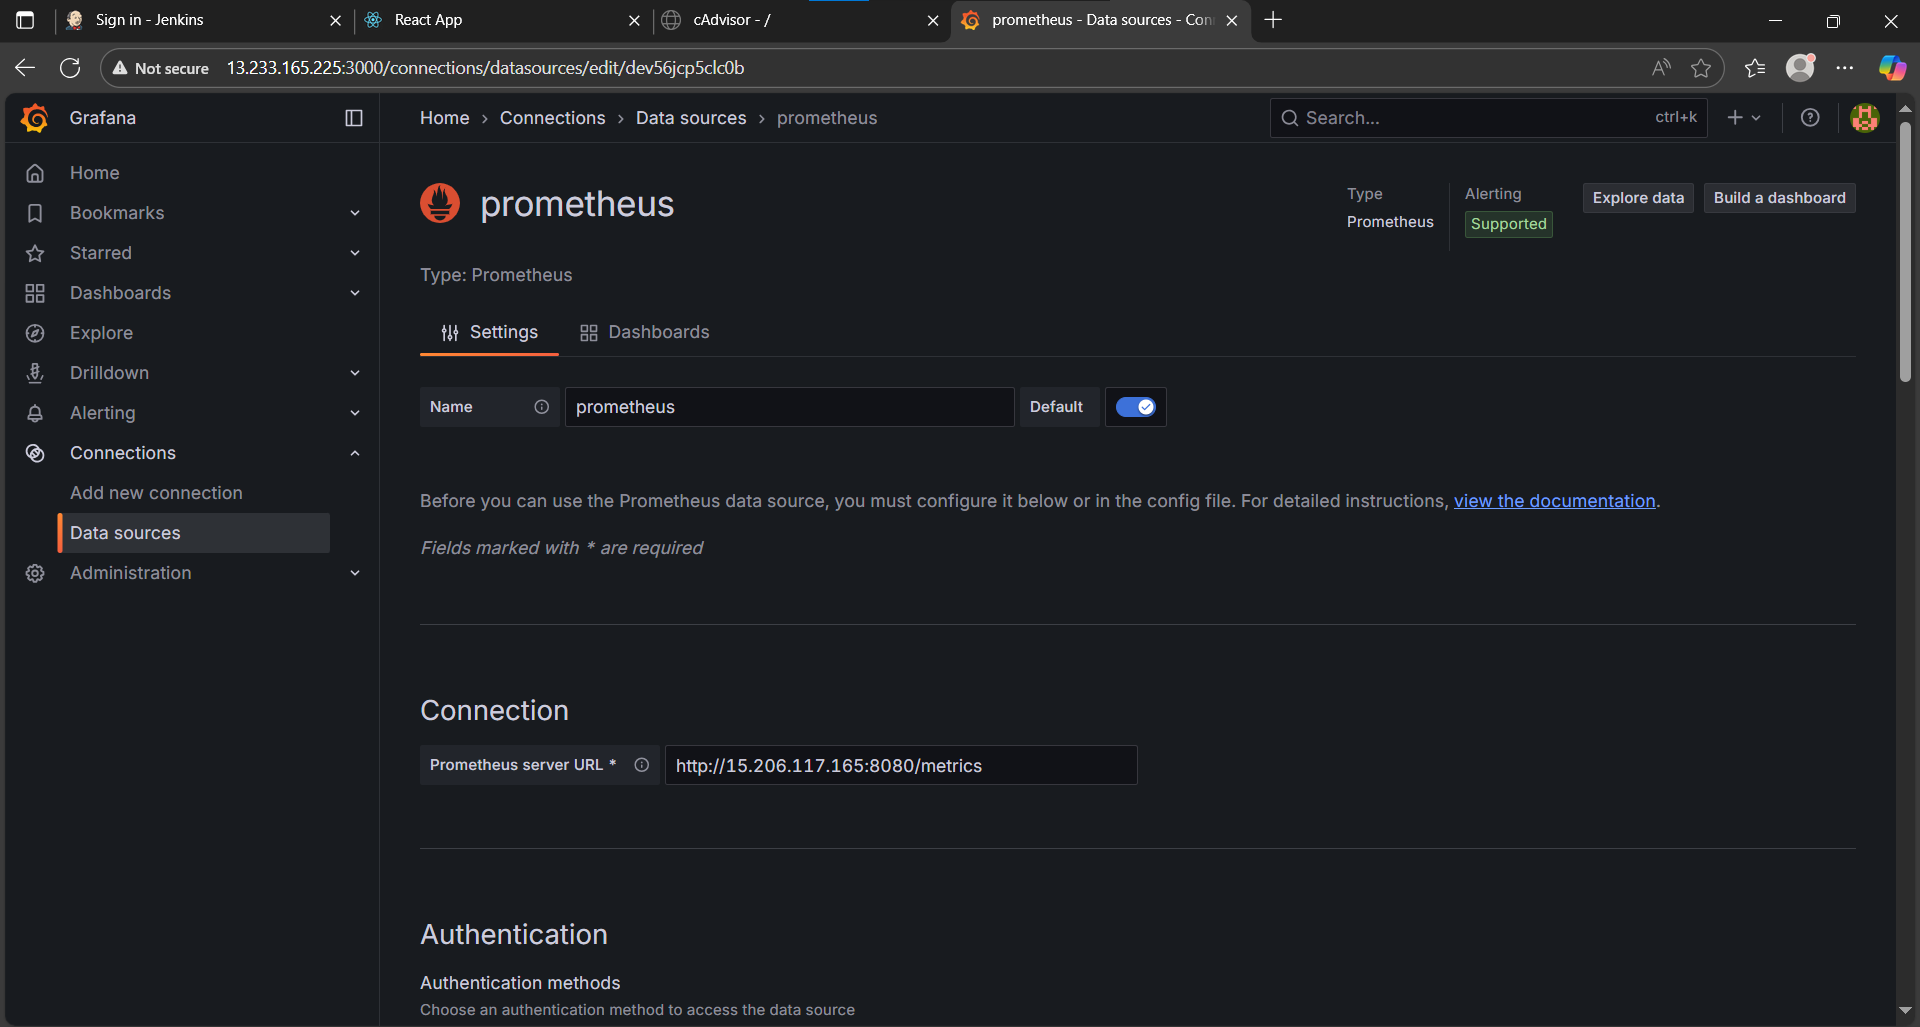 Sign in - Jenkins
React App
cAdvisor - /
prometheus - Data sources - Con
Not secure
13.233.165.225:3000/connections/datasources/edit/dev56jcp5clc0b
Grafana
Home › Connections › Data sources › prometheus
Search...
ctrl+k
Home
Bookmarks
Starred
Dashboards
Explore
Drilldown
Alerting
Connections
Add new connection
Data sources
Administration
prometheus
Type
Prometheus
Alerting
Supported
Explore data
Build a dashboard
Type: Prometheus
Settings
Dashboards
Name
prometheus
Default
Before you can use the Prometheus data source, you must configure it below or in the config file. For detailed instructions, view the documentation.
Fields marked with * are required
Connection
Prometheus server URL *
http://15.206.117.165:8080/metrics
Authentication
Authentication methods
Choose an authentication method to access the data source